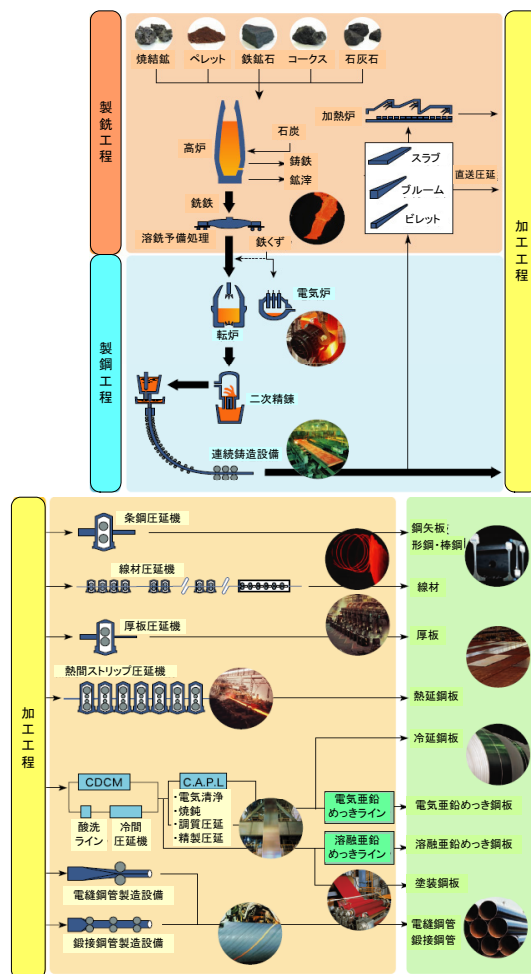 焼結鉱
ペレット
鉄鉱石
コークス
石灰石
製銑工程
高炉
石炭
鋳鉄
鉱滓
銑鉄
溶銑予備処理
加熱炉
スラブ
ブルーム
ビレット
直送圧延
加工工程
鉄くず
製鋼工程
電気炉
転炉
二次精錬
連続鋳造設備
加工工程
条鋼圧延機
鋼矢板
形鋼・棒鋼
線材圧延機
線材
厚板圧延機
厚板
熱間ストリップ圧延機
熱延鋼板
冷延鋼板
CDCM
酸洗
ライン
冷間
圧延機
C.A.P.L
・電気清浄
・焼鈍
・調質圧延
・精製圧延
電気亜鉛
めっきライン
電気亜鉛めっき鋼板
溶融亜鉛
めっきライン
溶融亜鉛めっき鋼板
塗装鋼板
電縫鋼管製造設備
鍛接鋼管製造設備
電縫鋼管
鍛接鋼管